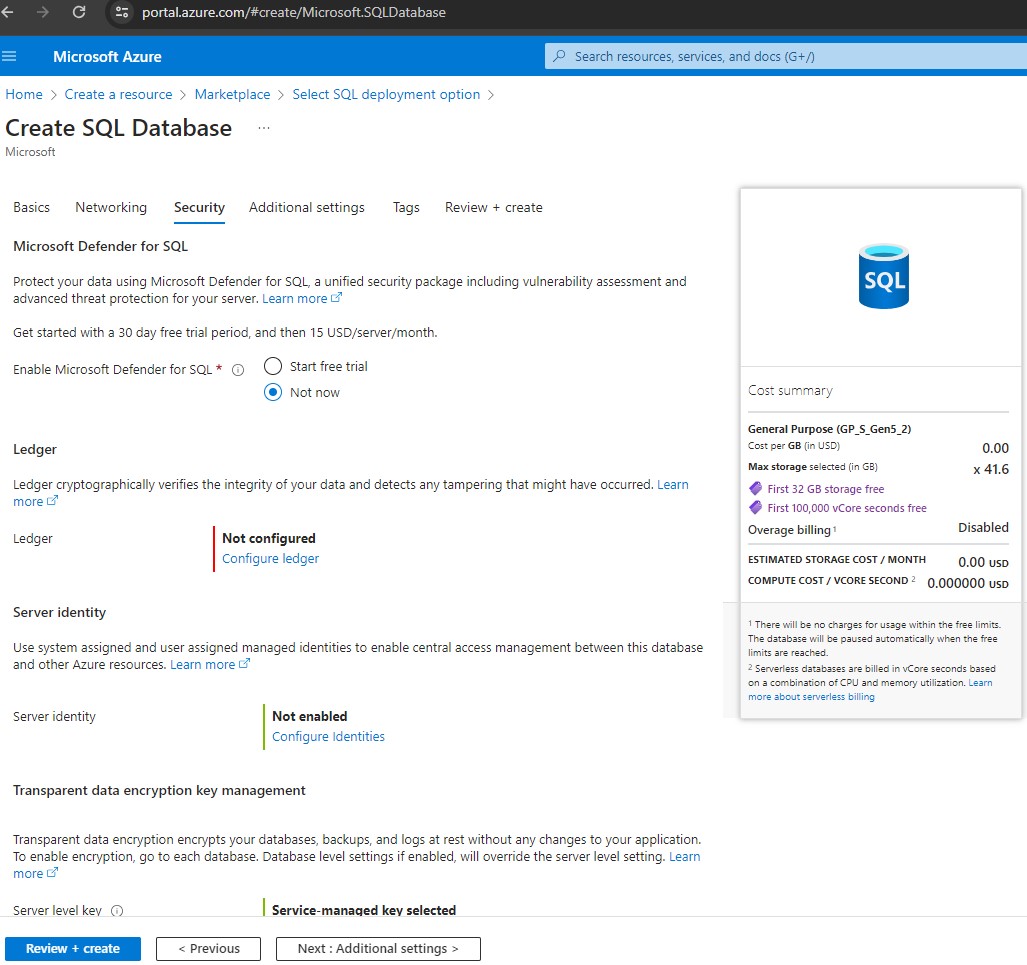 portal.azure.com/#create/Microsoft.SQLDatabase
Microsoft Azure
Search resources, services, and docs (G+/)
Home > Create a resource > Marketplace > Select SQL deployment option >
Create SQL Database ...
Microsoft
Basics Networking Security Additional settings Tags Review + create
Microsoft Defender for SQL
Protect your data using Microsoft Defender for SQL, a unified security package including vulnerability assessment and
advanced threat protection for your server. Learn more
Get started with a 30 day free trial period, and then 15 USD/server/month.
Enable Microsoft Defender for SQL *
Start free trial
Not now
Ledger
Ledger cryptographically verifies the integrity of your data and detects any tampering that might have occurred. Learn
more
Ledger
Not configured
Configure ledger
Server identity
Use system assigned and user assigned managed identities to enable central access management between this database
and other Azure resources. Learn more
Server identity
Not enabled
Configure Identities
Transparent data encryption key management
Transparent data encryption encrypts your databases, backups, and logs at rest without any changes to your application.
To enable encryption, go to each database. Database level settings if enabled, will override the server level setting. Learn
more
Server level key
Service-managed key selected
Review + create
< Previous
Next : Additional settings >
SQL
Cost summary
General Purpose (GP_S_Gen5_2)
Cost per GB (in USD) 0.00
Max storage selected (in GB) x 41.6
First 32 GB storage free
First 100,000 vCore seconds free
Overage billing ¹ Disabled
ESTIMATED STORAGE COST / MONTH 0.00 USD
COMPUTE COST / VCORE SECOND ² 0.000000 USD
¹ There will be no charges for usage within the free limits.
The database will be paused automatically when the free
limits are reached.
² Serverless databases are billed in vCore seconds based
on a combination of CPU and memory utilization. Learn
more about serverless billing